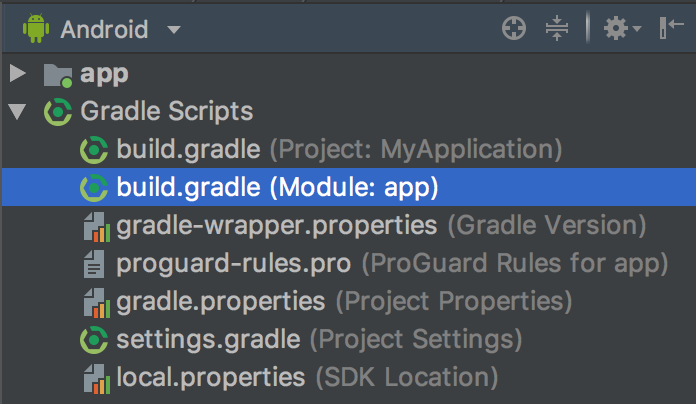 Android
app
Gradle Scripts
build.gradle (Project: MyApplication)
build.gradle (Module: app)
gradle-wrapper.properties (Gradle Version)
proguard-rules.pro (ProGuard Rules for app)
gradle.properties (Project Properties)
settings.gradle (Project Settings)
local.properties (SDK Location)